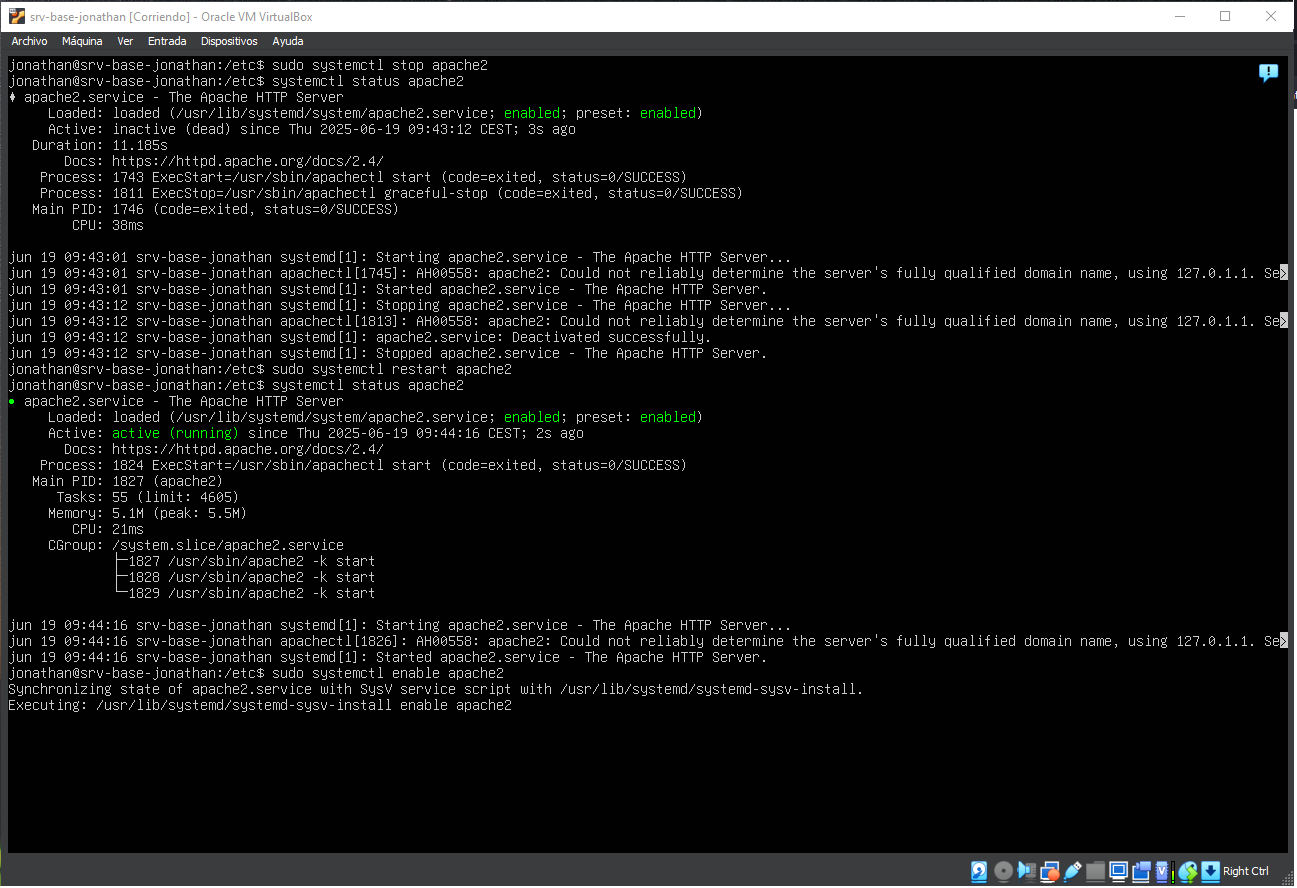 srv-base-jonathan [Corriendo] - Oracle VM VirtualBox
Archivo Máquina Ver Entrada Dispositivos Ayuda
jonathan@srv-base-jonathan:/etc$ sudo systemctl stop apache2
jonathan@srv-base-jonathan:/etc$ systemctl status apache2
♦ apache2.service - The Apache HTTP Server
     Loaded: loaded (/usr/lib/systemd/system/apache2.service; enabled; preset: enabled)
     Active: inactive (dead) since Thu 2025-06-19 09:43:12 CEST; 3s ago
   Duration: 11.185s
       Docs: https://httpd.apache.org/docs/2.4/
    Process: 1743 ExecStart=/usr/sbin/apachectl start (code=exited, status=0/SUCCESS)
    Process: 1811 ExecStop=/usr/sbin/apachectl graceful-stop (code=exited, status=0/SUCCESS)
   Main PID: 1746 (code=exited, status=0/SUCCESS)
        CPU: 38ms

jun 19 09:43:01 srv-base-jonathan systemd[1]: Starting apache2.service - The Apache HTTP Server...
jun 19 09:43:01 srv-base-jonathan apachectl[1745]: AH00558: apache2: Could not reliably determine the server's fully qualified domain name, using 127.0.1.1. Se>
jun 19 09:43:01 srv-base-jonathan systemd[1]: Started apache2.service - The Apache HTTP Server.
jun 19 09:43:12 srv-base-jonathan systemd[1]: Stopping apache2.service - The Apache HTTP Server...
jun 19 09:43:12 srv-base-jonathan apachectl[1813]: AH00558: apache2: Could not reliably determine the server's fully qualified domain name, using 127.0.1.1. Se>
jun 19 09:43:12 srv-base-jonathan systemd[1]: apache2.service: Deactivated successfully.
jun 19 09:43:12 srv-base-jonathan systemd[1]: Stopped apache2.service - The Apache HTTP Server.
jonathan@srv-base-jonathan:/etc$ sudo systemctl restart apache2
jonathan@srv-base-jonathan:/etc$ systemctl status apache2
● apache2.service - The Apache HTTP Server
     Loaded: loaded (/usr/lib/systemd/system/apache2.service; enabled; preset: enabled)
     Active: active (running) since Thu 2025-06-19 09:44:16 CEST; 2s ago
       Docs: https://httpd.apache.org/docs/2.4/
    Process: 1824 ExecStart=/usr/sbin/apachectl start (code=exited, status=0/SUCCESS)
   Main PID: 1827 (apache2)
      Tasks: 55 (limit: 4605)
     Memory: 5.1M (peak: 5.5M)
        CPU: 21ms
     CGroup: /system.slice/apache2.service
             ├─1827 /usr/sbin/apache2 -k start
             ├─1828 /usr/sbin/apache2 -k start
             └─1829 /usr/sbin/apache2 -k start

jun 19 09:44:16 srv-base-jonathan systemd[1]: Starting apache2.service - The Apache HTTP Server...
jun 19 09:44:16 srv-base-jonathan apachectl[1826]: AH00558: apache2: Could not reliably determine the server's fully qualified domain name, using 127.0.1.1. Se>
jun 19 09:44:16 srv-base-jonathan systemd[1]: Started apache2.service - The Apache HTTP Server.
jonathan@srv-base-jonathan:/etc$ sudo systemctl enable apache2
Synchronizing state of apache2.service with SysV service script with /usr/lib/systemd/systemd-sysv-install.
Executing: /usr/lib/systemd/systemd-sysv-install enable apache2
Right Ctrl